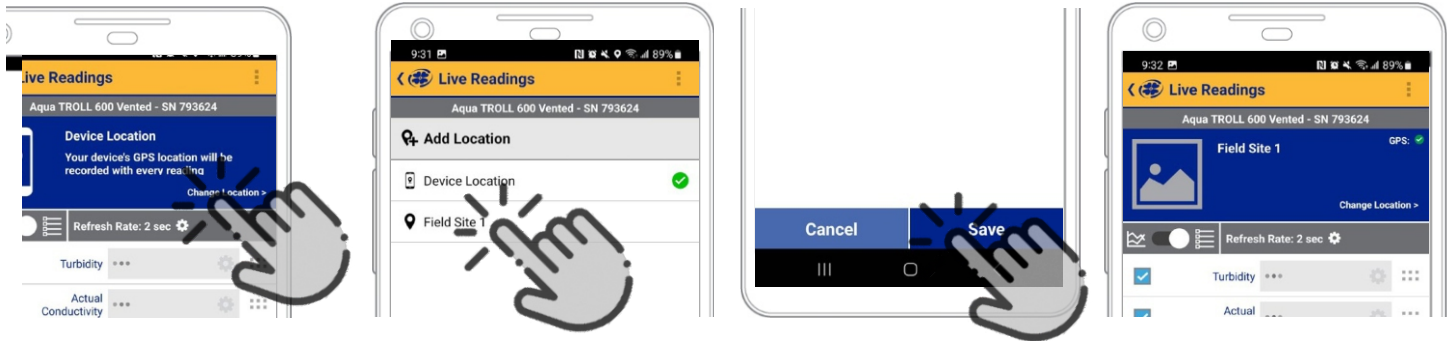 Live Readings
Aqua TROLL 600 Vented - SN 793624
Device Location
Your device's GPS location will be
recorded with every reading
Change Location >
Refresh Rate: 2 sec
Turbidity
Actual
Conductivity
9:31 89%
Live Readings
Aqua TROLL 600 Vented - SN 793624
Add Location
Device Location
Field Site 1
Cancel Save
9:32 89%
Live Readings
Aqua TROLL 600 Vented - SN 793624
Field Site 1 GPS:
Change Location >
Refresh Rate: 2 sec
Turbidity
Actual